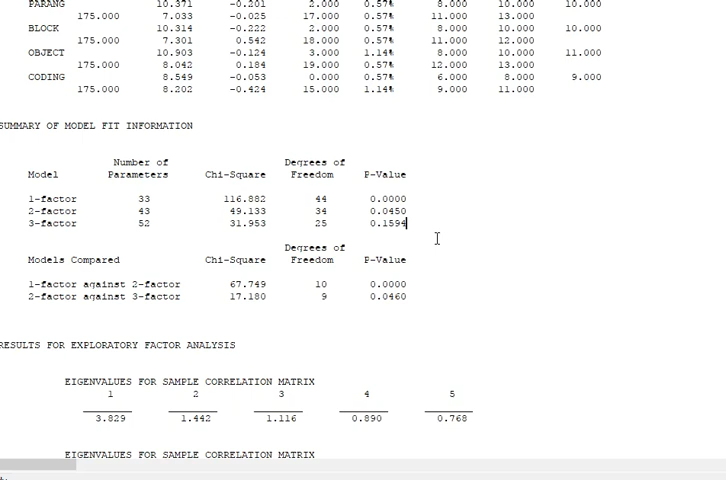 PARANG 10.371 -0.201 2.000 0.57% 8.000 10.000 10.000
175.000 7.033 -0.025 17.000 0.57% 11.000 13.000
BLOCK 10.314 -0.222 2.000 0.57% 8.000 10.000 11.000
175.000 7.301 0.542 18.000 0.57% 11.000 12.000
OBJECT 10.903 -0.124 3.000 1.14% 8.000 10.000 11.000
175.000 8.042 0.184 19.000 0.57% 12.000 13.000
CODING 8.549 -0.053 0.000 0.57% 6.000 8.000 9.000
175.000 8.202 -0.424 15.000 1.14% 9.000 11.000
SUMMARY OF MODEL FIT INFORMATION
Number of Degrees of
Model Parameters Chi-Square Freedom P-Value
1-factor 33 116.882 44 0.0000
2-factor 43 49.133 34 0.0450
3-factor 52 31.953 25 0.1594
Degrees of
Models Compared Chi-Square Freedom P-Value
1-factor against 2-factor 67.749 10 0.0000
2-factor against 3-factor 17.180 9 0.0460
RESULTS FOR EXPLORATORY FACTOR ANALYSIS
EIGENVALUES FOR SAMPLE CORRELATION MATRIX
1 2 3 4 5
3.829 1.442 1.116 0.890 0.768
EIGENVALUES FOR SAMPLE CORRELATION MATRIX